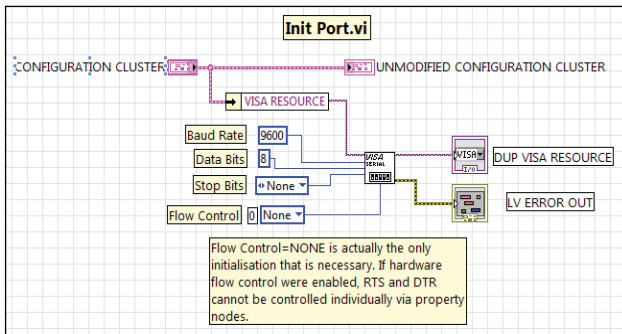 Init Port.vi
CONFIGURATION CLUSTER
UNMODIFIED CONFIGURATION CLUSTER
VISA RESOURCE
Baud Rate 9600
Data Bits 8
VISA
SERIAL
VISA
I/O
DUP VISA RESOURCE
Stop Bits None
Flow Control 0 None
LV ERROR OUT
Flow Control=NONE is actually the only
initialisation that is necessary. If hardware
flow control were enabled, RTS and DTR
cannot be controlled individually via property
nodes.